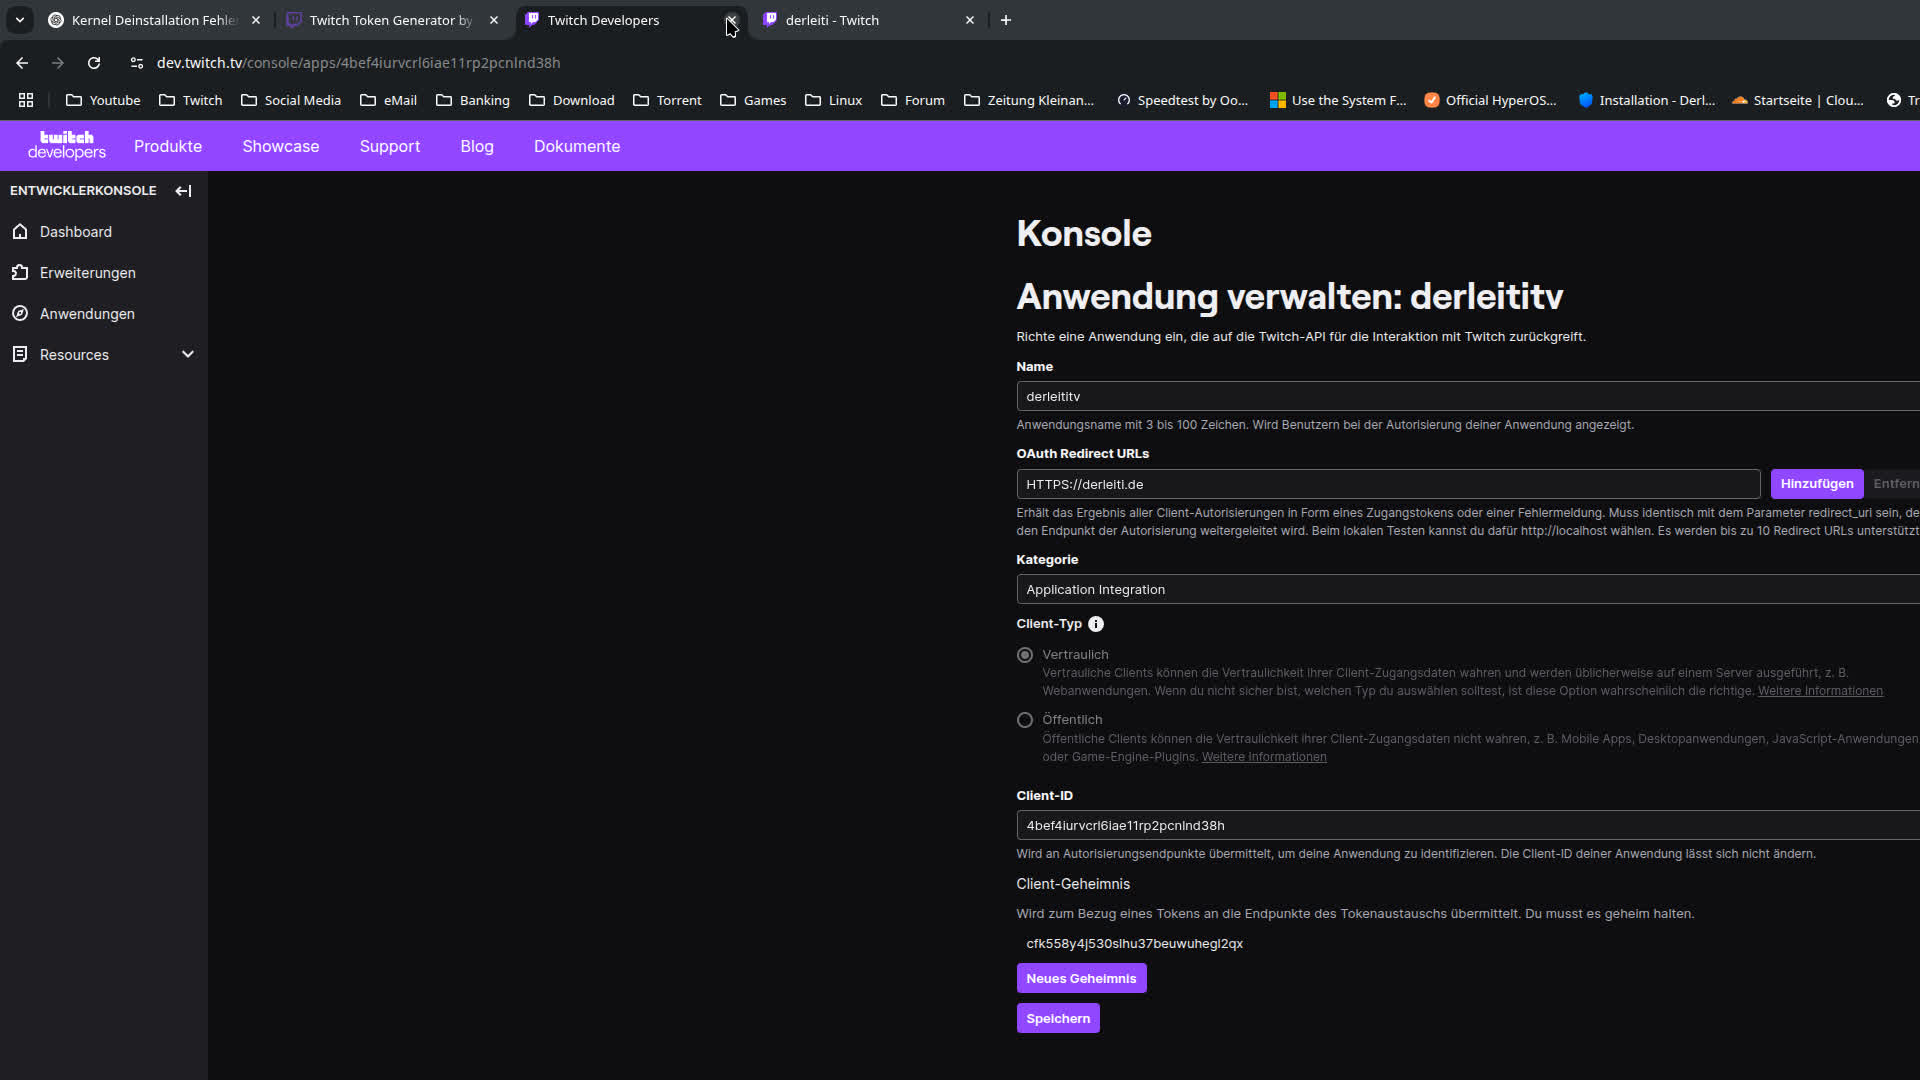 Kernel Deinstallation Fehle
Twitch Token Generator by
Twitch Developers
derleiti - Twitch
dev.twitch.tv/console/apps/4bef4iurvcrl6iae11rp2pcnlnd38h
Youtube
Twitch
Social Media
eMail
Banking
Download
Torrent
Games
Linux
Forum
Zeitung Kleinan...
Speedtest by Oo...
Use the System F...
Official HyperOS...
Installation - Derl...
Startseite | Clou...
Tr
twitch
developers
Produkte
Showcase
Support
Blog
Dokumente
ENTWICKLERKONSOLE
Dashboard
Erweiterungen
Anwendungen
Resources
Konsole
Anwendung verwalten: derleititv
Richte eine Anwendung ein, die auf die Twitch-API für die Interaktion mit Twitch zurückgreift.
Name
derleititv
Anwendungsname mit 3 bis 100 Zeichen. Wird Benutzern bei der Autorisierung deiner Anwendung angezeigt.
OAuth Redirect URLs
HTTPS://derleiti.de
Hinzufügen
Entfern
Erhält das Ergebnis aller Client-Autorisierungen in Form eines Zugangstokens oder einer Fehlermeldung. Muss identisch mit dem Parameter redirect_uri sein, de
den Endpunkt der Autorisierung weitergeleitet wird. Beim lokalen Testen kannst du dafür http://localhost wählen. Es werden bis zu 10 Redirect URLs unterstützt
Kategorie
Application Integration
Client-Typ
Vertraulich
Vertrauliche Clients können die Vertraulichkeit ihrer Client-Zugangsdaten wahren und werden üblicherweise auf einem Server ausgeführt, z. B.
Webanwendungen. Wenn du nicht sicher bist, welchen Typ du auswählen solltest, ist diese Option wahrscheinlich die richtige. Weitere Informationen
Öffentlich
Öffentliche Clients können die Vertraulichkeit ihrer Client-Zugangsdaten nicht wahren, z. B. Mobile Apps, Desktopanwendungen, JavaScript-Anwendungen
oder Game-Engine-Plugins. Weitere Informationen
Client-ID
4bef4iurvcrl6iae11rp2pcnlnd38h
Wird an Autorisierungsendpunkte übermittelt, um deine Anwendung zu identifizieren. Die Client-ID deiner Anwendung lässt sich nicht ändern.
Client-Geheimnis
Wird zum Bezug eines Tokens an die Endpunkte des Tokenaustauschs übermittelt. Du musst es geheim halten.
cfk558y4j530slhu37beuwuhegl2qx
Neues Geheimnis
Speichern